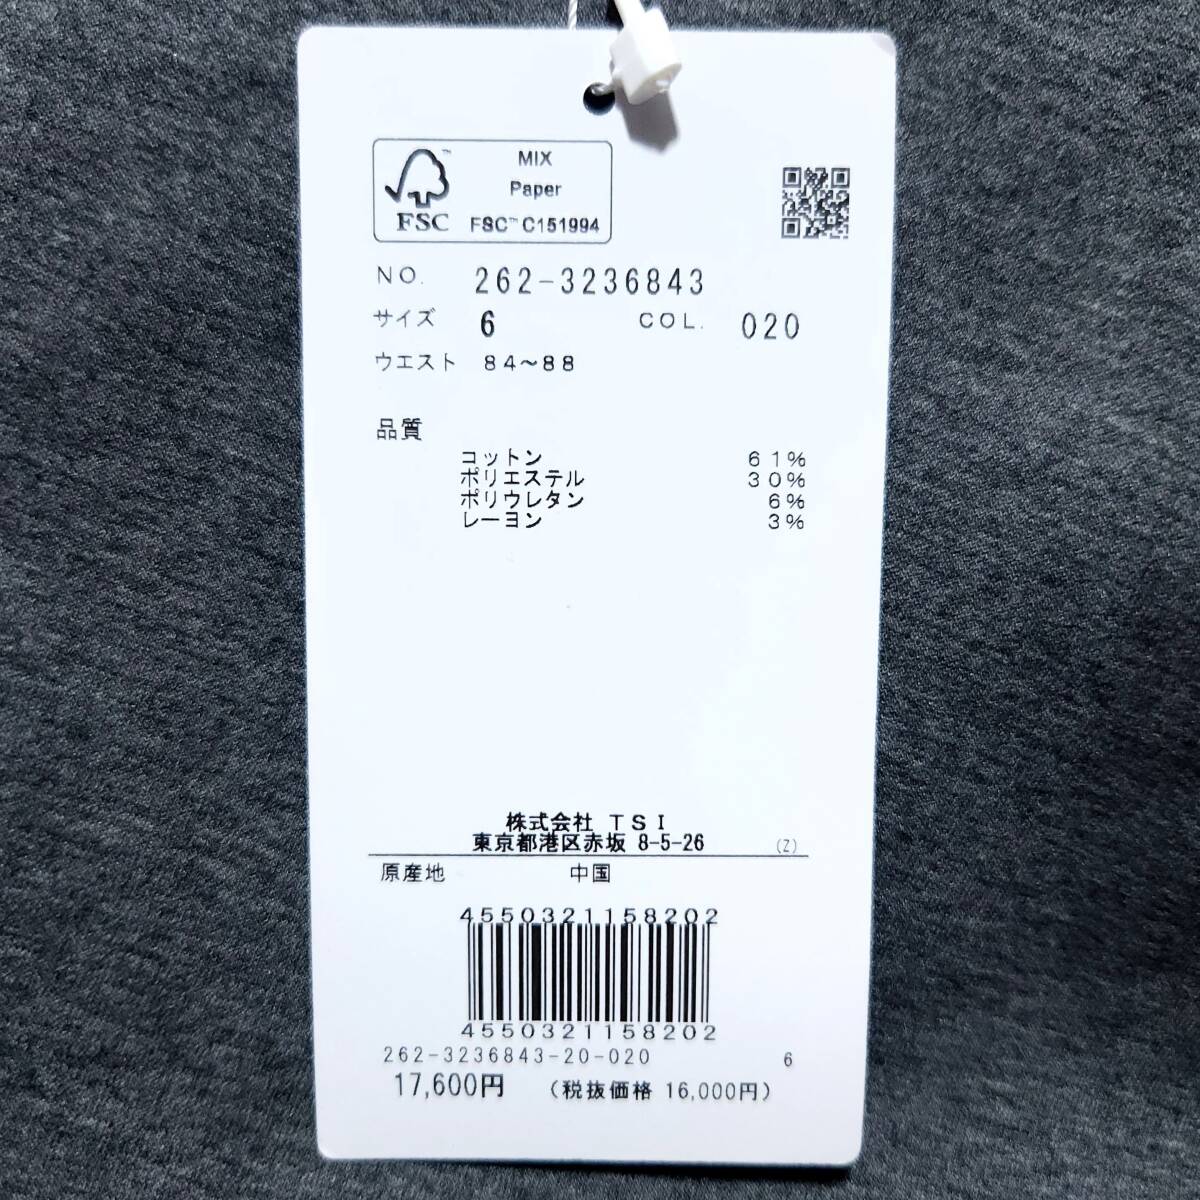 MIX
Paper
FSC™ FSC™ C151994
NO. 262-3236843
サイズ 6 COL. 020
ウエスト 84~88
品質
コットン 61%
ポリエステル 30%
ポリウレタン 6%
レーヨン 3%
株式会社 TSI
東京都港区赤坂 8-5-26 (Z)
原産地 中国
4550321158202
4550321158202
262-3236843-20-020 6
17,600円 (税抜価格 16,000円)